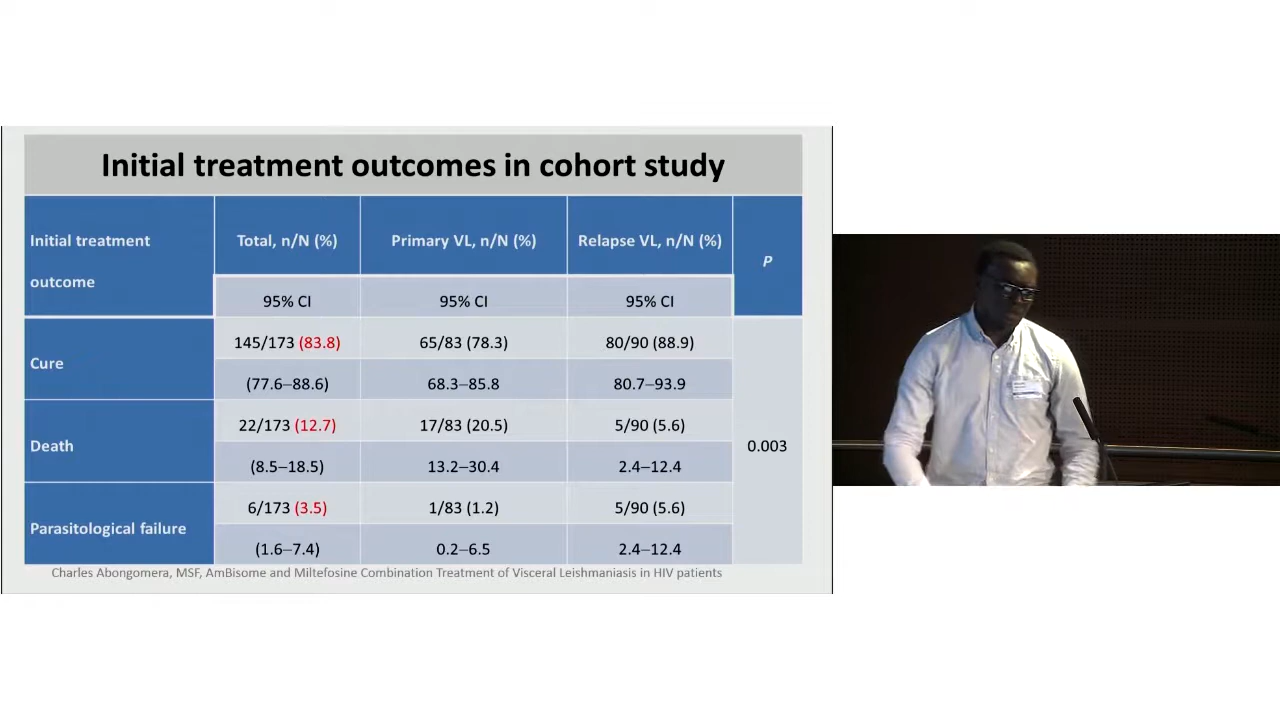 Initial treatment outcomes in cohort study
Initial treatment
outcome
Total, n/N (%)
Primary VL, n/N (%)
Relapse VL, n/N (%)
P
95% CI
95% CI
95% CI
Cure
145/173 (83.8)
65/83 (78.3)
80/90 (88.9)
(77.6–88.6)
68.3–85.8
80.7–93.9
Death
22/173 (12.7)
17/83 (20.5)
5/90 (5.6)
0.003
(8.5–18.5)
13.2–30.4
2.4–12.4
Parasitological failure
6/173 (3.5)
1/83 (1.2)
5/90 (5.6)
(1.6–7.4)
0.2–6.5
2.4–12.4
Charles Abongomera, MSF, AmBisome and Miltefosine Combination Treatment of Visceral Leishmaniasis in HIV patients